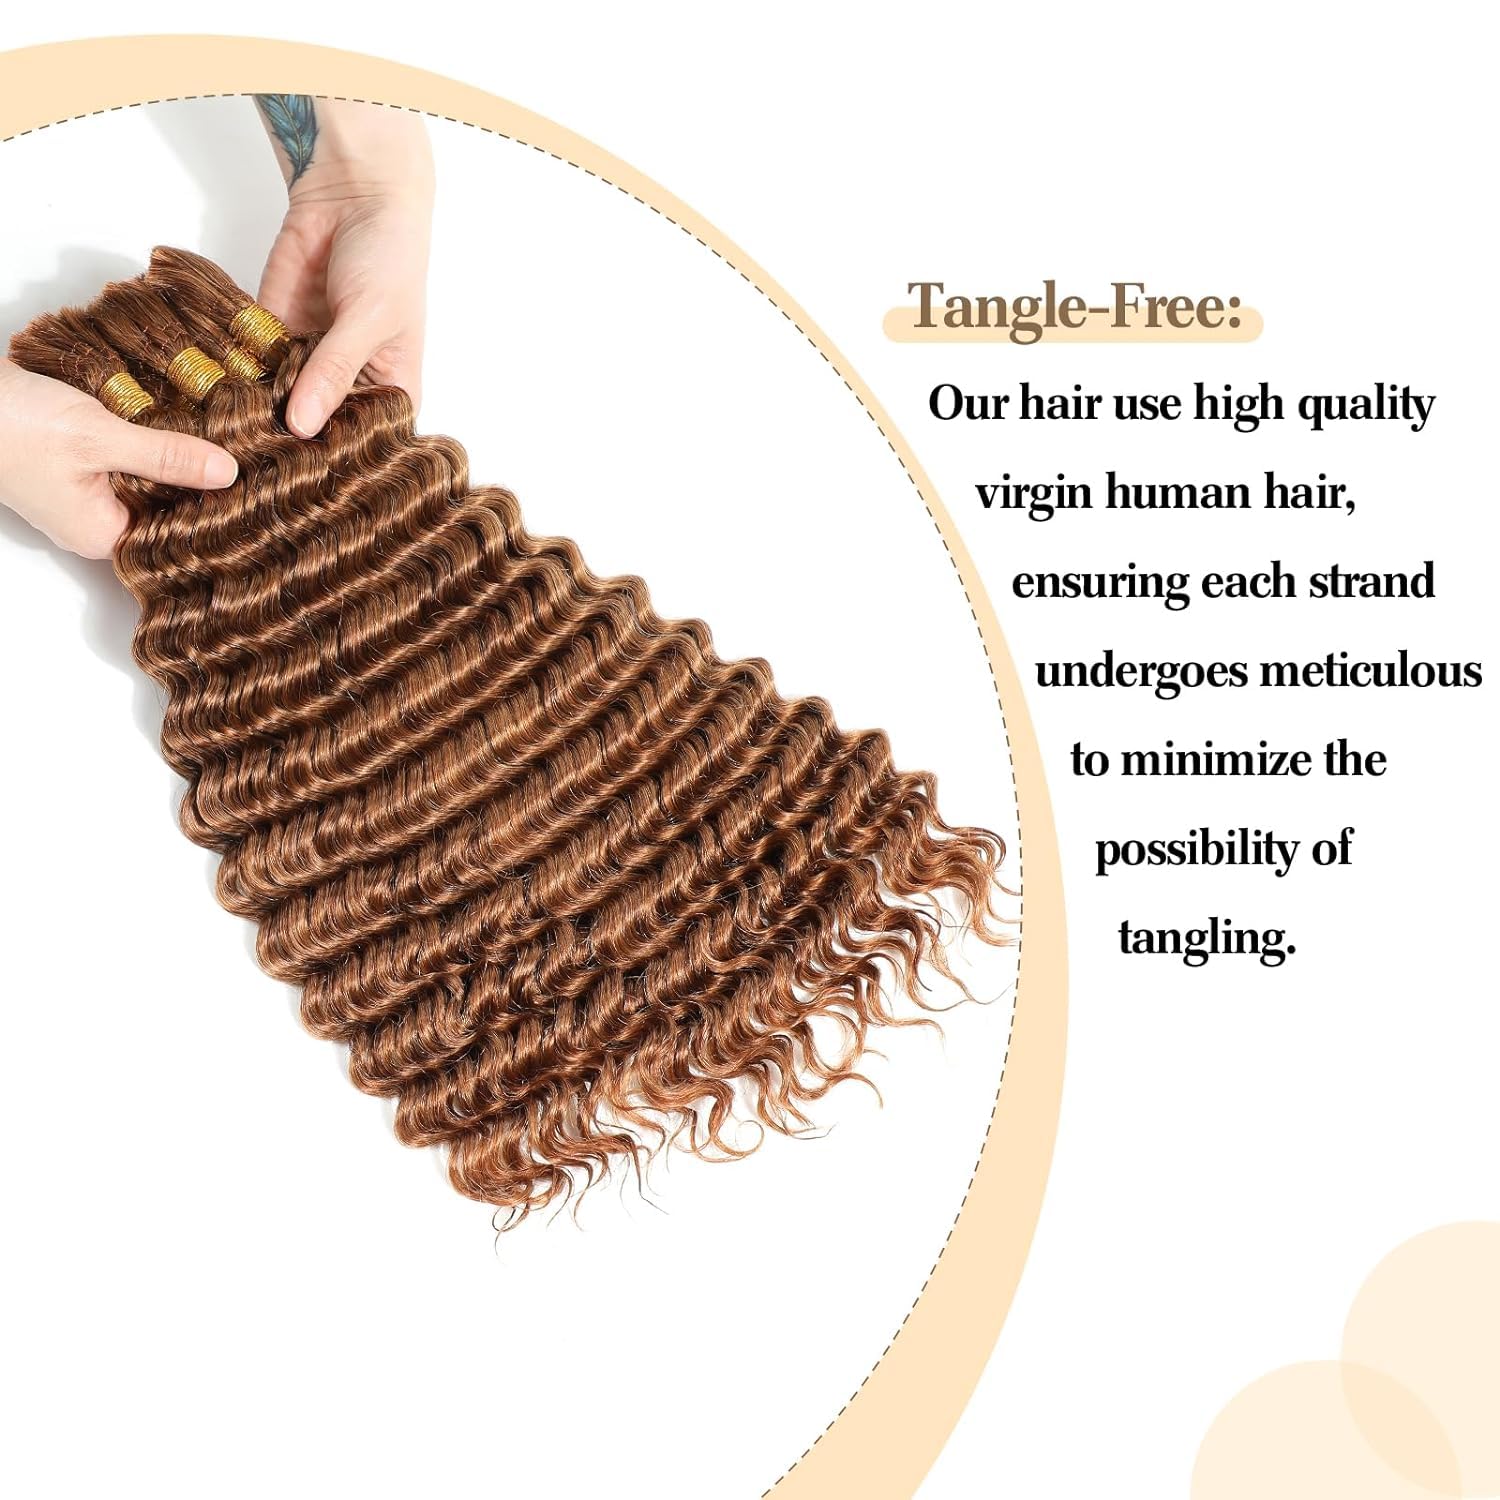 Tangle-Free:
Our hair use high quality
virgin human hair,
ensuring each strand
undergoes meticulous
to minimize the
possibility of
tangling.